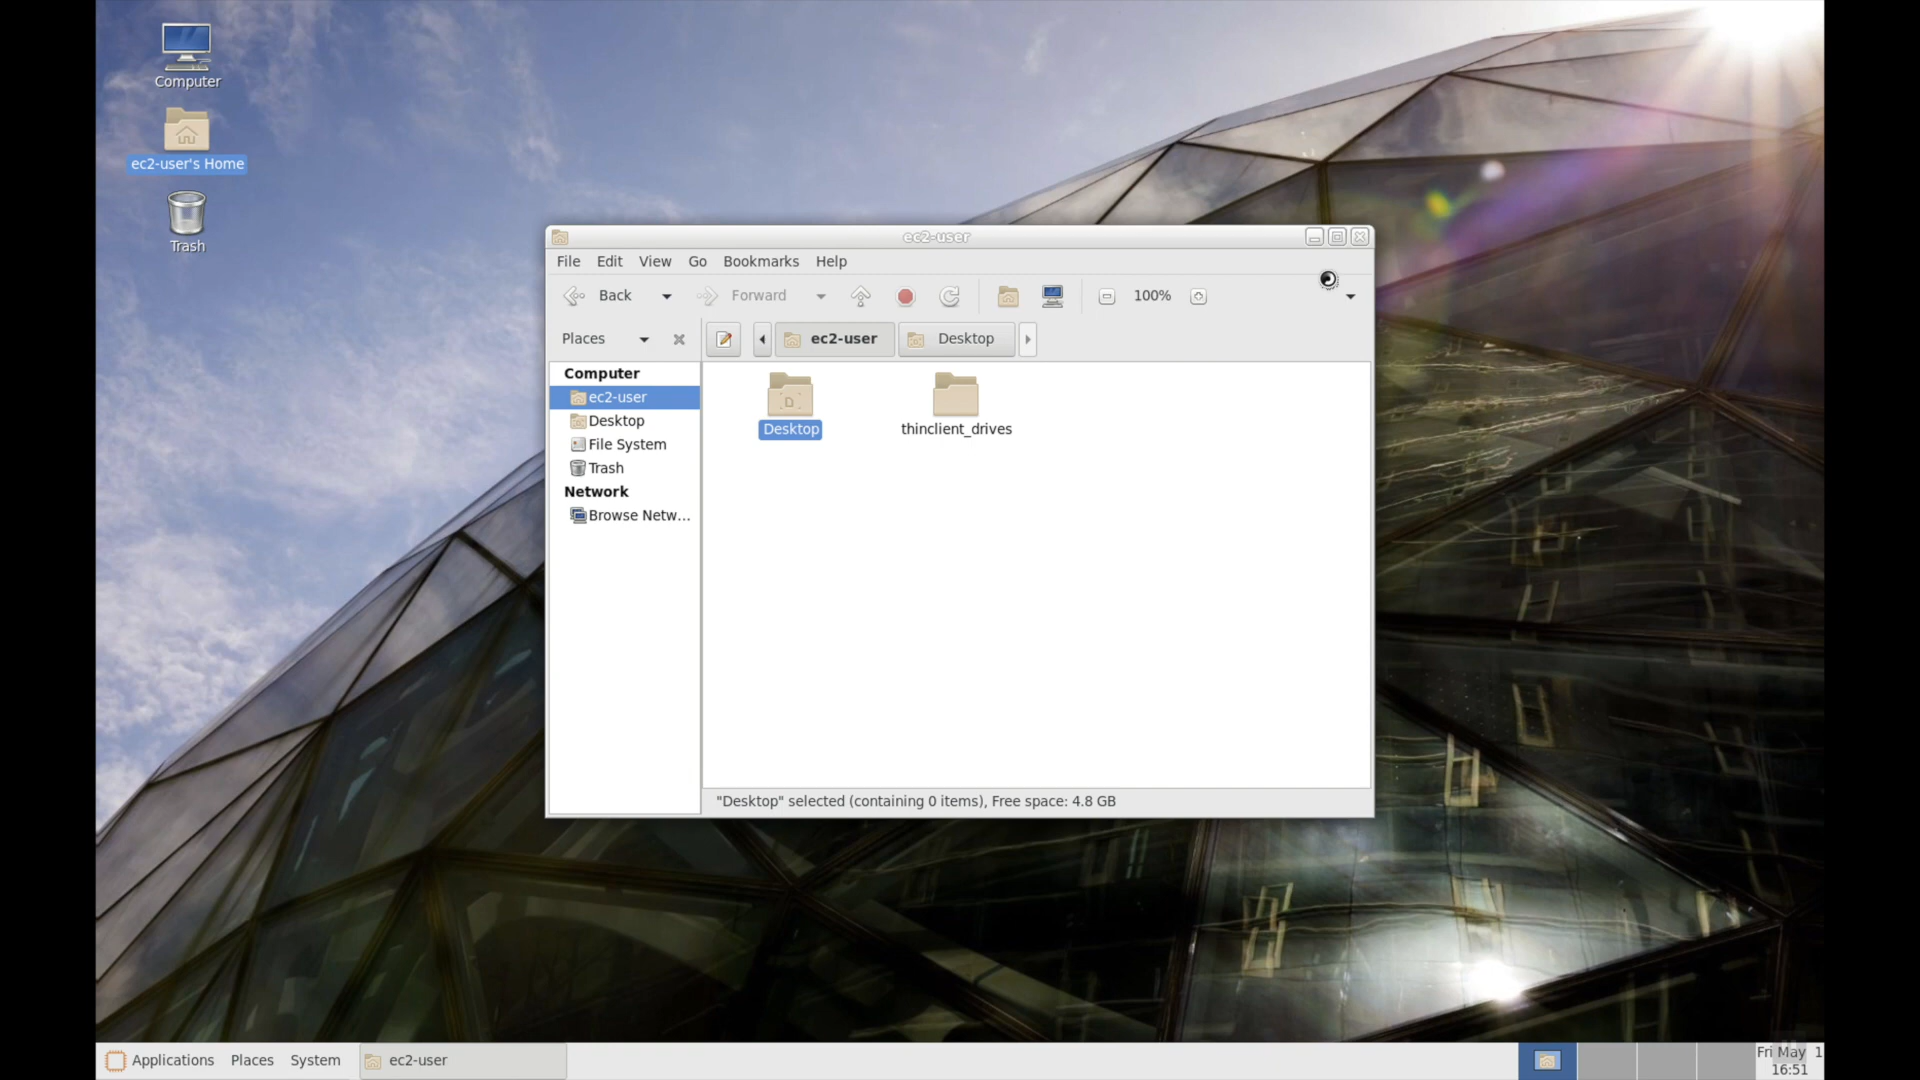 Computer
ec2-user's Home
Trash
ec2-user
File Edit View Go Bookmarks Help
Back Forward 100%
Places ec2-user Desktop
Computer
ec2-user
Desktop
File System
Trash
Network
Browse Netw...
Desktop thinclient_drives
"Desktop" selected (containing 0 items), Free space: 4.8 GB
Applications Places System ec2-user
Fri May 1
16:51